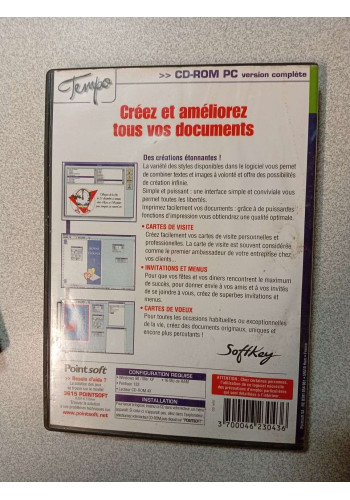 Tempo
>> CD-ROM PC version complète
Créez et améliorez
tous vos documents
Des créations étonnantes !
La variété des styles disponibles dans le logiciel vous permet
de combiner textes et images à volonté et offre des possibilités
de création infinie.
Simple et puissant : une interface simple et conviviale vous
permet toutes les libertés.
Imprimez facilement vos documents : grâce à de puissantes
fonctions d'impression vous obtiendrez une qualité optimale.
• CARTES DE VISITE
Créez facilement vos cartes de visite personnelles et
professionnelles. La carte de visite est souvent considérée
comme le premier ambassadeur de votre entreprise chez
vos clients...
• INVITATIONS ET MENUS
Pour que vos fêtes et vos dîners rencontrent le maximum
de succès, pour donner envie à vos amis et à vos invités
de se joindre à vous, créez de superbes invitations et
menus.
• CARTES DE VOEUX
Pour toutes les occasions habituelles ou exceptionnelles
de la vie, créez des documents originaux, uniques et
encore plus percutants !
SoftKey
Pointsoft
Besoin d'aide ?
3615 POINTSOFT
www.pointsoft.net
CONFIGURATION REQUISE
INSTALLATION
ATTENTION :
3 700046 230436